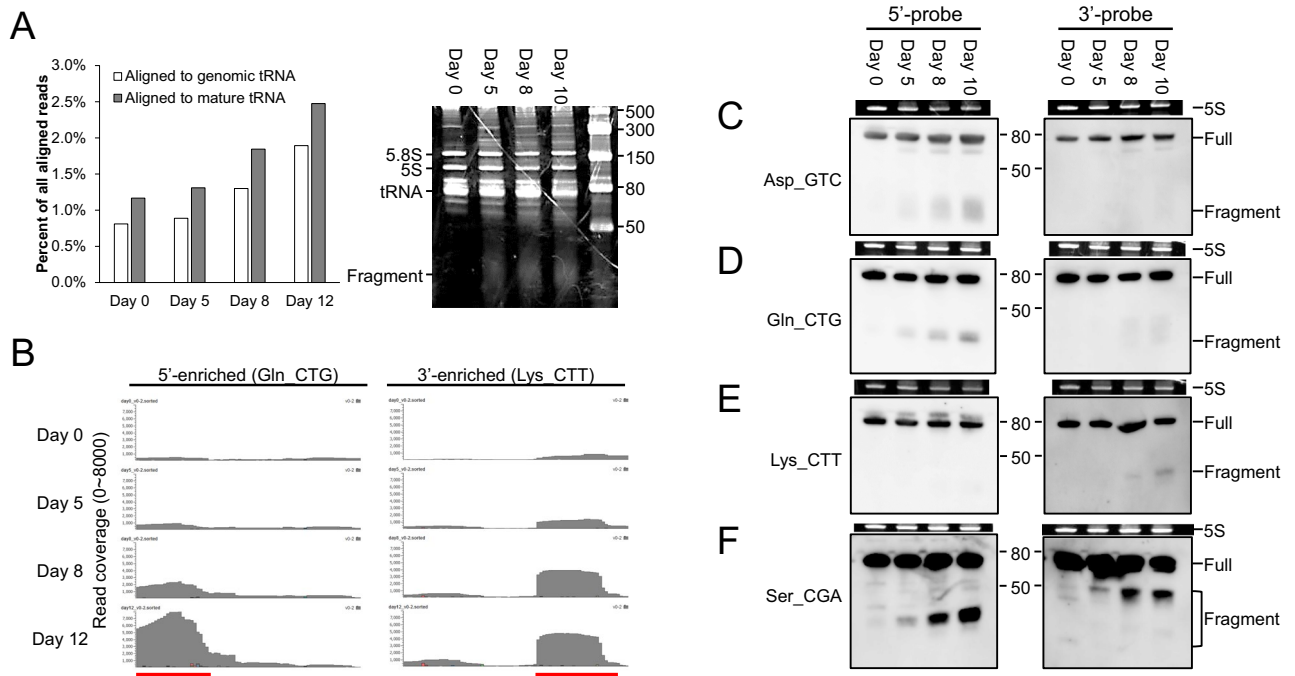 A
3.0%
2.5%
2.0%
1.5%
1.0%
0.5%
0.0%
Percent of all aligned reads
Aligned to genomic tRNA
Aligned to mature tRNA
Day 0
Day 5
Day 8
Day 12
Day 0
Day 5
Day 8
Day 10
5.8S
5S
tRNA
Fragment
500
300
150
80
50
B
5'-enriched (Gln_CTG)
3'-enriched (Lys_CTT)
Read coverage (0~8000)
Day 0
Day 5
Day 8
Day 12
5'-probe
3'-probe
Day 0
Day 5
Day 8
Day 10
Day 0
Day 5
Day 8
Day 10
C
Asp_GTC
80
50
5S
Full
Fragment
D
Gln_CTG
80
50
5S
Full
Fragment
E
Lys_CTT
80
50
5S
Full
Fragment
F
Ser_CGA
80
50
5S
Full
Fragment